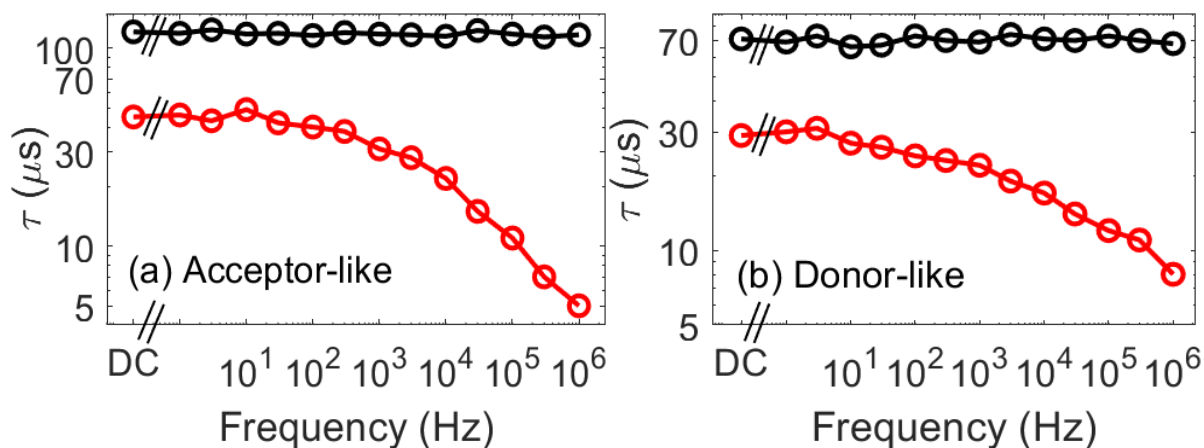 100
70
30
10
5
τ (μs)
(a) Acceptor-like
DC 10¹ 10² 10³ 10⁴ 10⁵ 10⁶
Frequency (Hz)
70
30
10
5
τ (μs)
(b) Donor-like
DC 10¹ 10² 10³ 10⁴ 10⁵ 10⁶
Frequency (Hz)